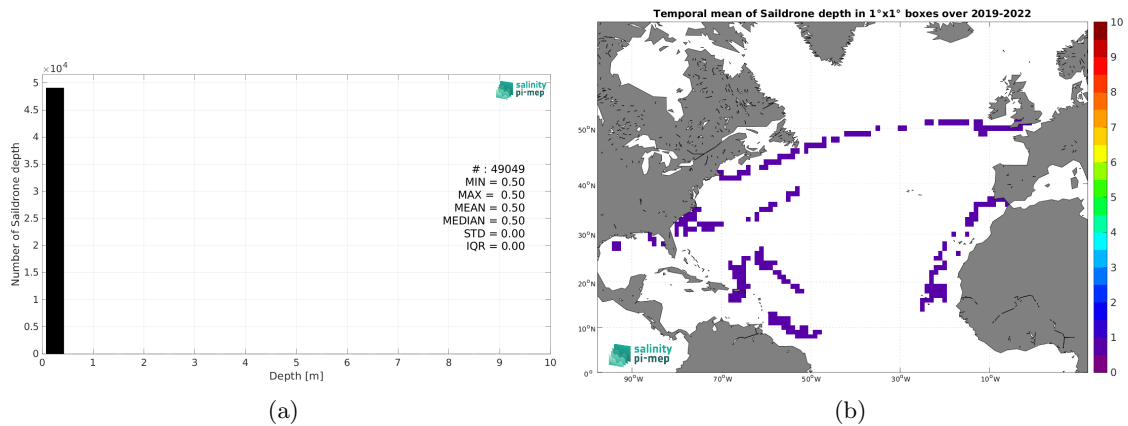 ×10⁴
5
4.5
4
3.5
3
2.5
2
1.5
1
0.5
0
Number of Saildrone depth
salinity
pi-mep
# : 49049
MIN = 0.50
MAX = 0.50
MEAN = 0.50
MEDIAN = 0.50
STD = 0.00
IQR = 0.00
0 1 2 3 4 5 6 7 8 9 10
Depth [m]
(a)
Temporal mean of Saildrone depth in 1°x1° boxes over 2019-2022
50°N
40°N
30°N
20°N
10°N
0°
90°W 70°W 50°W 30°W 10°W
salinity
pi-mep
10
9
8
7
6
5
4
3
2
1
0
(b)